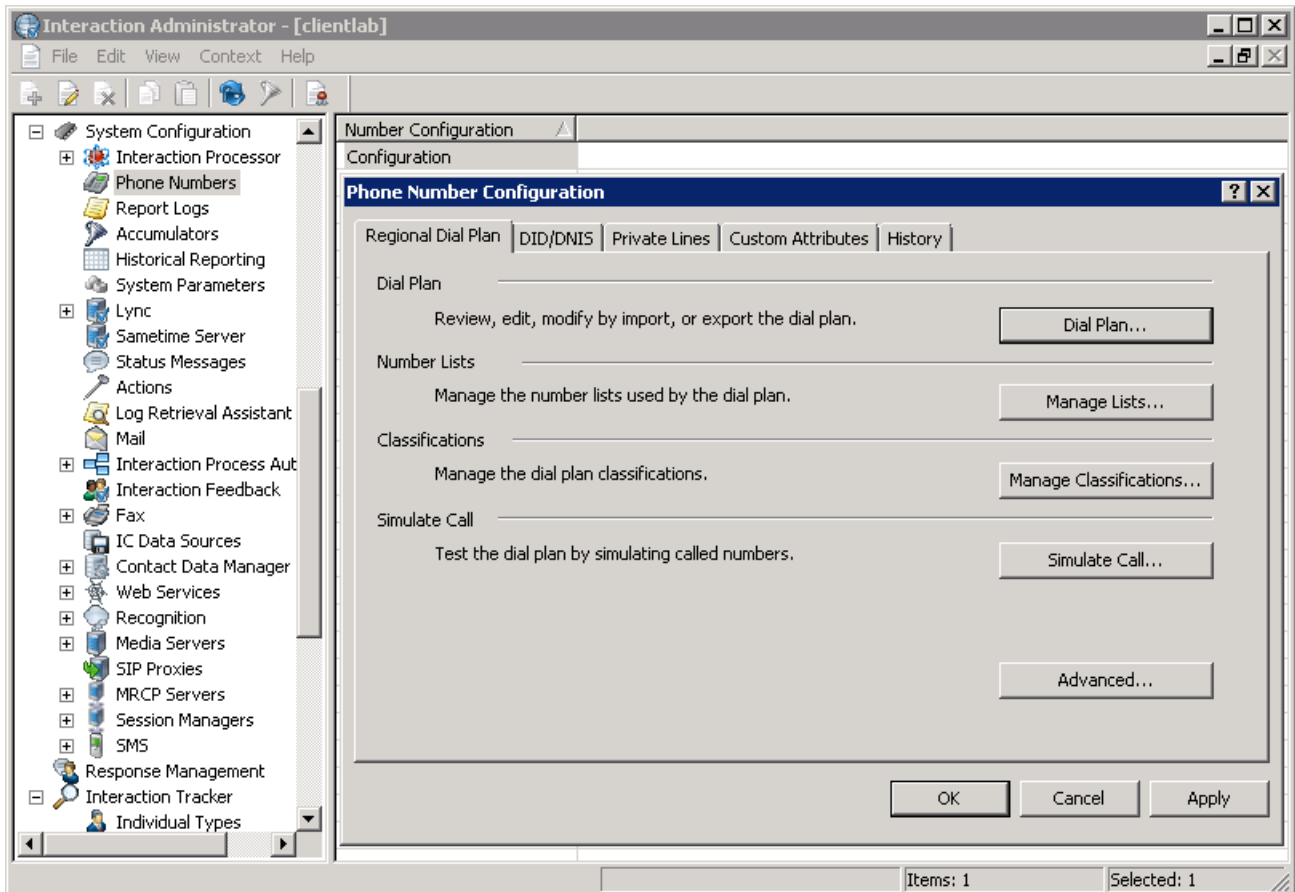 Interaction Administrator - [clientlab]
File Edit View Context Help
System Configuration
Interaction Processor
Phone Numbers
Report Logs
Accumulators
Historical Reporting
System Parameters
Lync
Sametime Server
Status Messages
Actions
Log Retrieval Assistant
Mail
Interaction Process Aut
Interaction Feedback
Fax
IC Data Sources
Contact Data Manager
Web Services
Recognition
Media Servers
SIP Proxies
MRCP Servers
Session Managers
SMS
Response Management
Interaction Tracker
Individual Types
Number Configuration
Configuration
Phone Number Configuration
Regional Dial Plan DID/DNIS Private Lines Custom Attributes History
Dial Plan
Review, edit, modify by import, or export the dial plan. Dial Plan...
Number Lists
Manage the number lists used by the dial plan. Manage Lists...
Classifications
Manage the dial plan classifications. Manage Classifications...
Simulate Call
Test the dial plan by simulating called numbers. Simulate Call...
Advanced...
OK Cancel Apply
Items: 1 Selected: 1